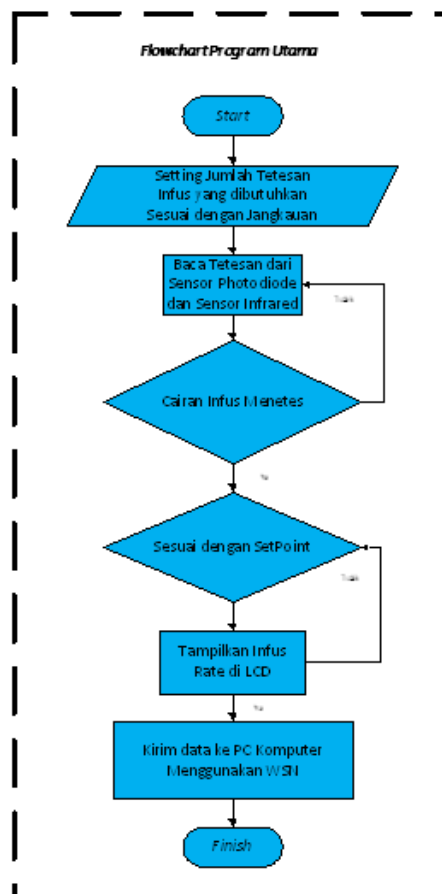 Flowchart Program Utama
Start
Setting Jumlah Tetesan
Infus yang dibutuhkan
Sesuai dengan Jangkauan
Baca Tetesan dari
Sensor Photodiode
dan Sensor Infrared
Cairan Infus Menetes
Sesuai dengan SetPoint
Tampilkan Infus
Rate di LCD
Kirim data ke PC Komputer
Menggunakan WSN
Finish